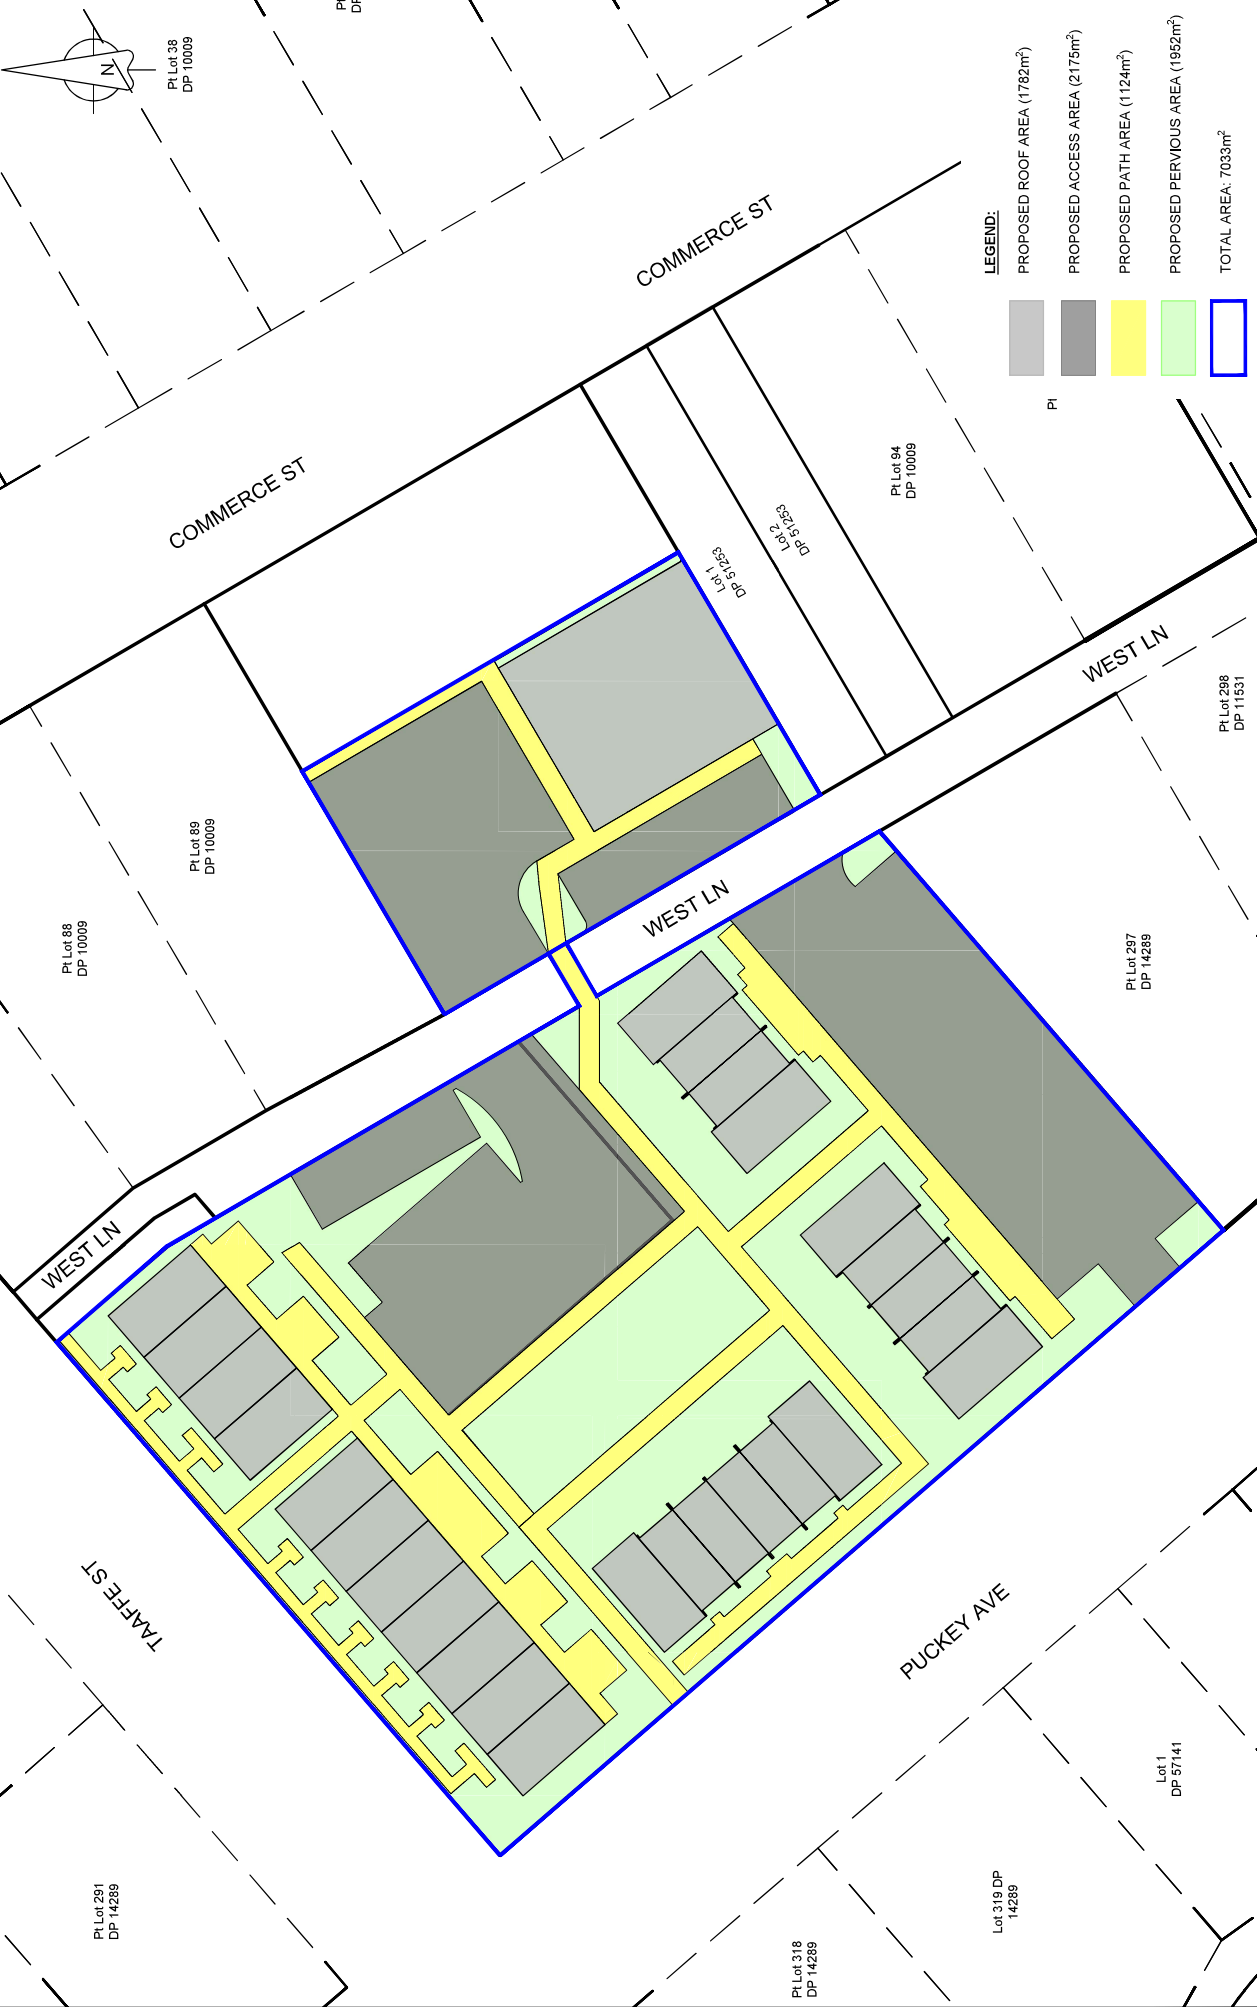 N
Pt Lot 38
DP 10009
Pt
DP
COMMERCE ST
COMMERCE ST
LEGEND:
PROPOSED ROOF AREA (1782m²)
PROPOSED ACCESS AREA (2175m²)
PROPOSED PATH AREA (1124m²)
PROPOSED PERVIOUS AREA (1952m²)
TOTAL AREA: 7033m²
Pt Lot 94
DP 10009
Lot 2
DP 51253
Lot 1
DP 51253
WEST LN
Pt Lot 298
DP 11531
Pt Lot 89
DP 10009
Pt Lot 88
DP 10009
WEST LN
Pt Lot 297
DP 14289
WEST LN
TAAFFE ST
PUCKEY AVE
Pt Lot 291
DP 14289
Lot 1
DP 57141
Lot 319 DP
14289
Pt Lot 318
DP 14289